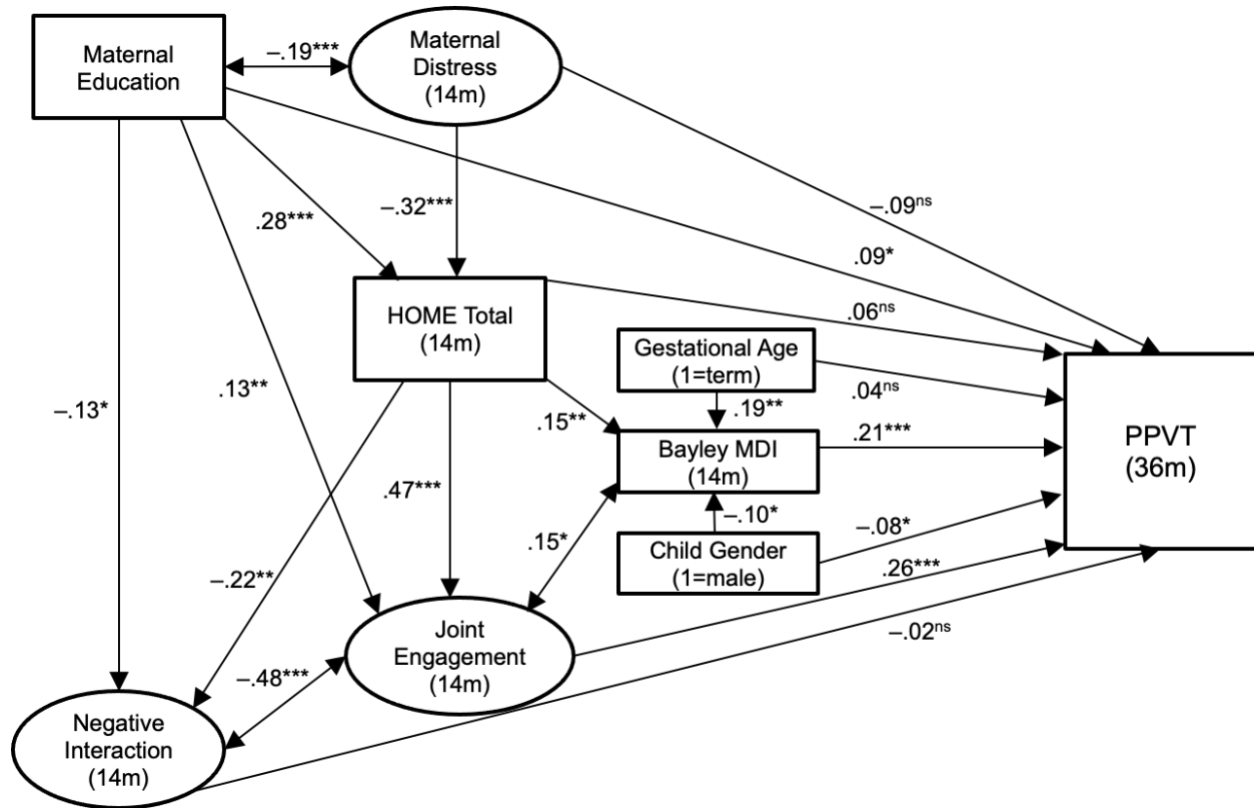 Maternal
Education
–.19***
Maternal
Distress
(14m)
.28***
–.32***
–.09ns
.09*
HOME Total
(14m)
.06ns
Gestational Age
(1=term)
.04ns
–.13*
.13**
.15**
.19**
Bayley MDI
(14m)
.21***
PPVT
(36m)
.47***
–.10*
.15*
Child Gender
(1=male)
–.08*
–.22**
.26***
Joint
Engagement
(14m)
–.02ns
–.48***
Negative
Interaction
(14m)